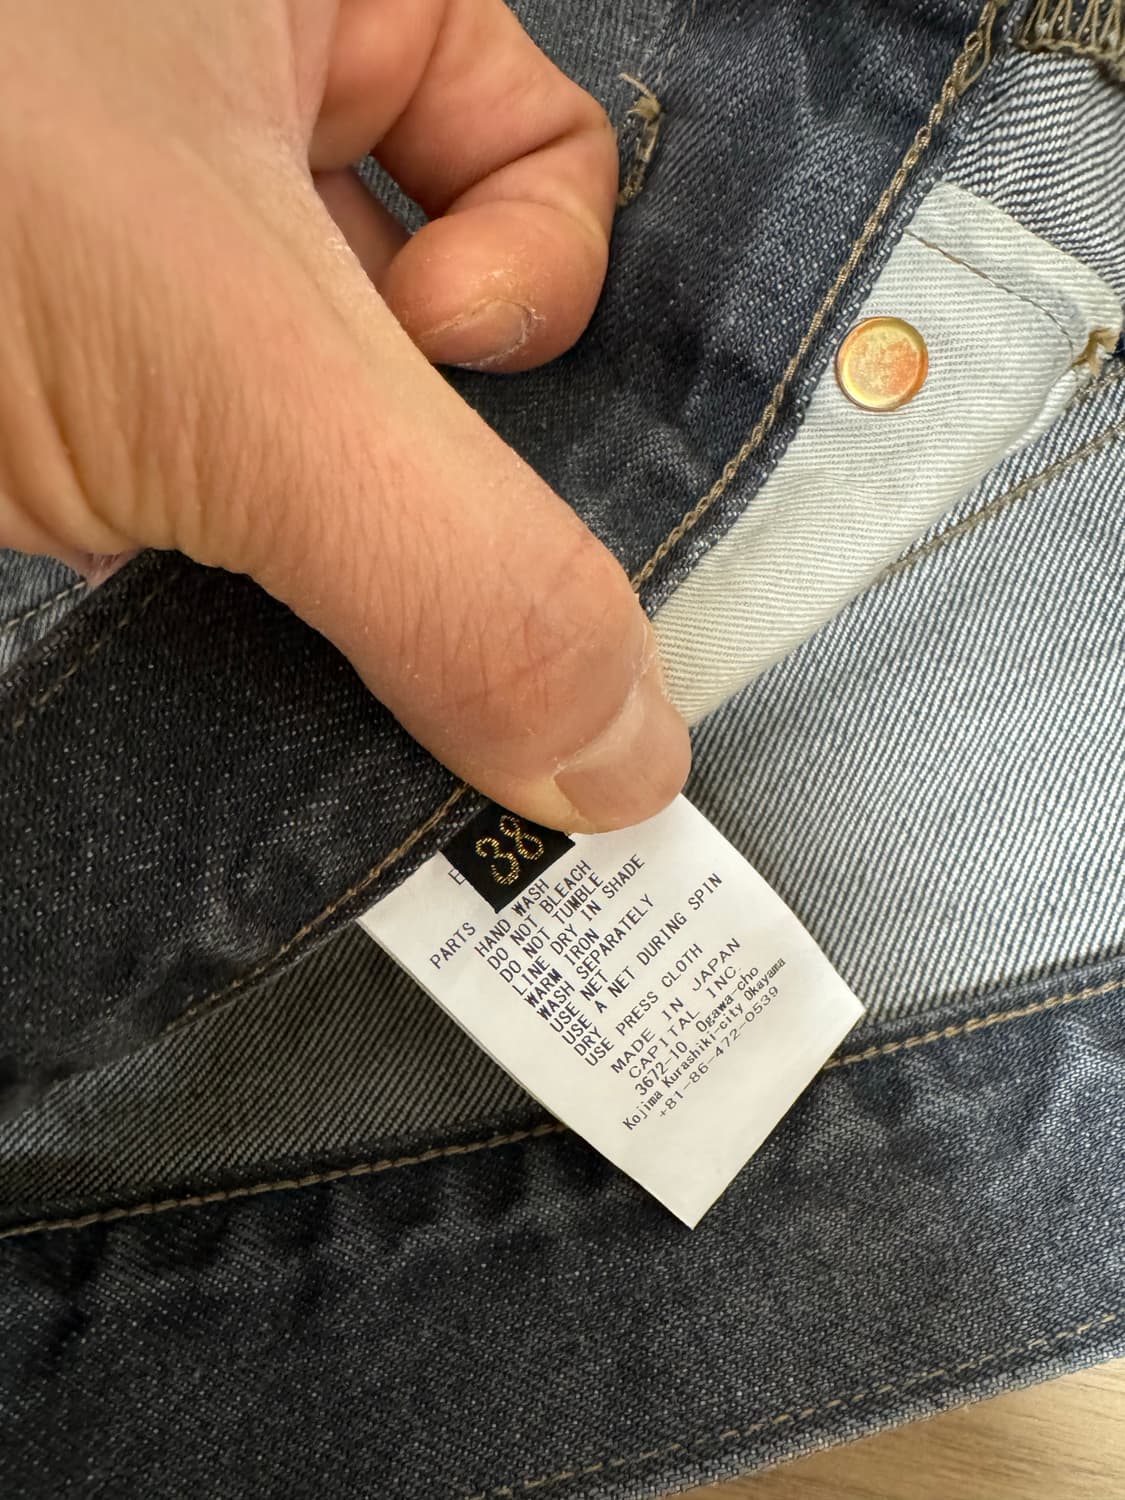 38
PARTS
HAND WASH
DO NOT BLEACH
DO NOT TUMBLE
LINE DRY IN SHADE
WARM IRON
WASH SEPARATELY
USE NET
USE A NET DURING SPIN
DRY
USE PRESS CLOTH
MADE IN JAPAN
CAPITAL INC.
3672-10 Ogawa-cho
Kojima Kurashiki-city Okayama
+81-86-472-0539